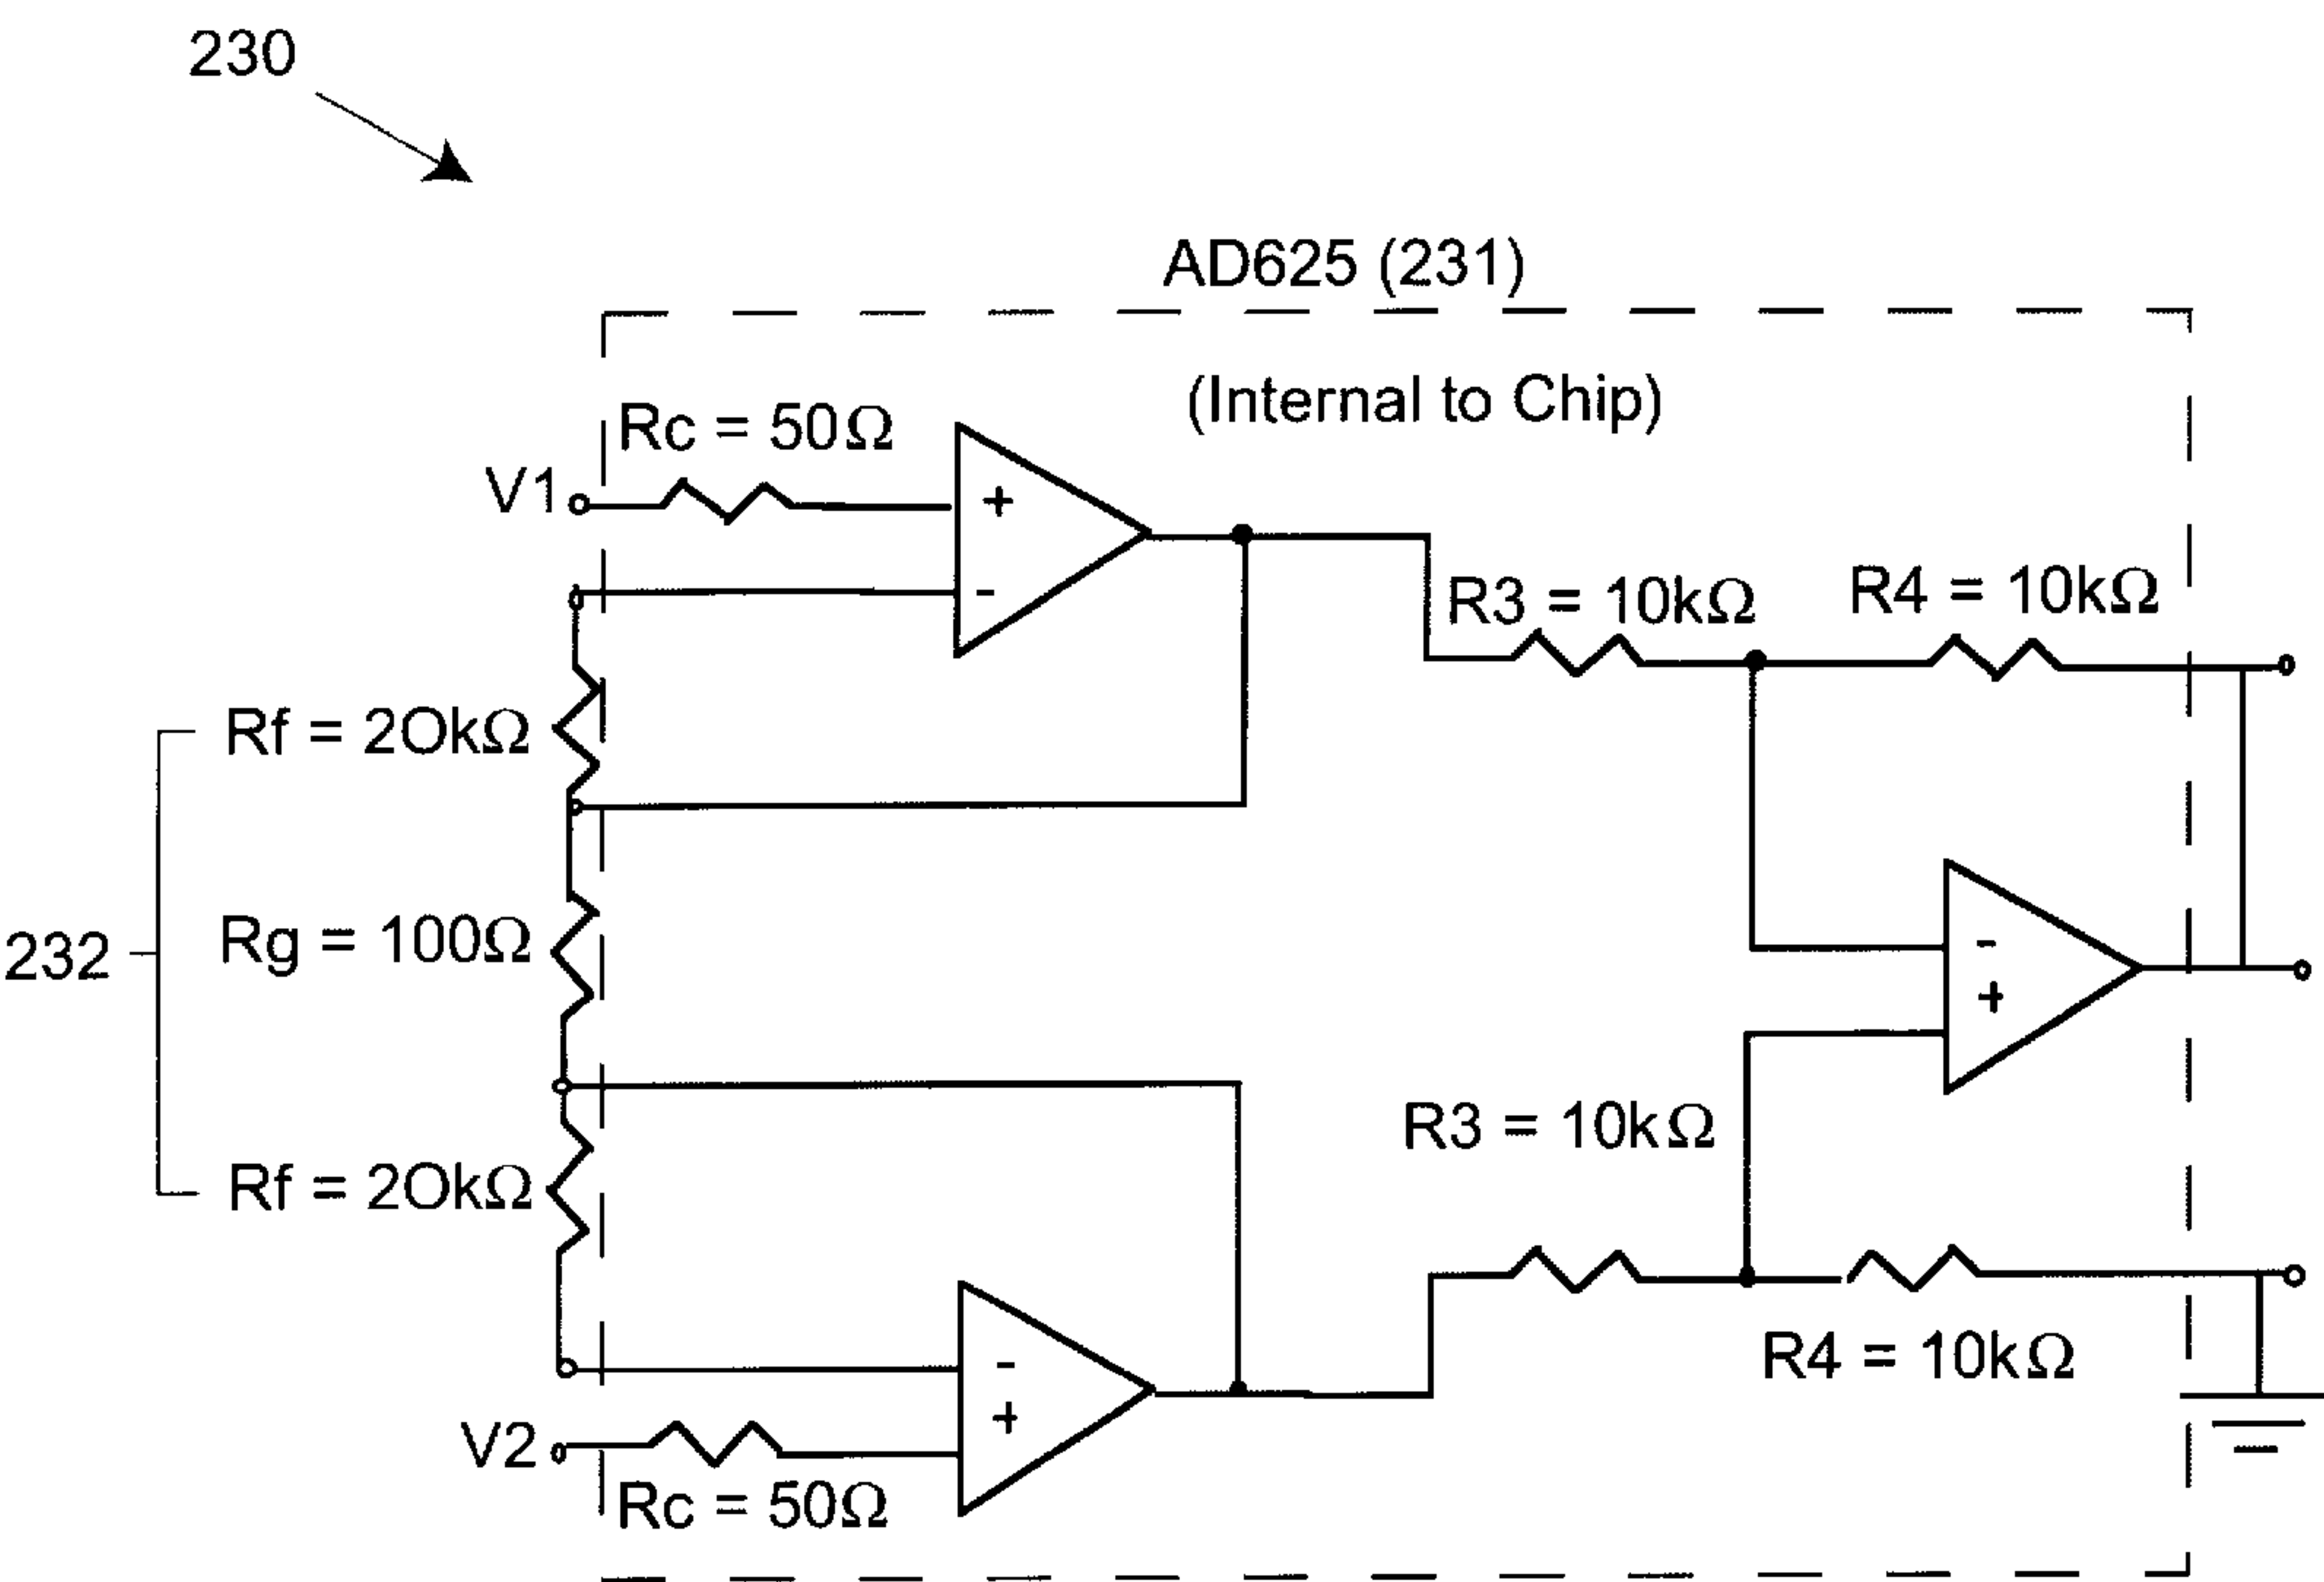 230
AD625 (231)
(Internal to Chip)
Rc = 50Ω
V1
+
-
R3 = 10kΩ
R4 = 10kΩ
Rf = 20kΩ
232
Rg = 100Ω
-
+
R3 = 10kΩ
Rf = 20kΩ
-
+
R4 = 10kΩ
V2
Rc = 50Ω